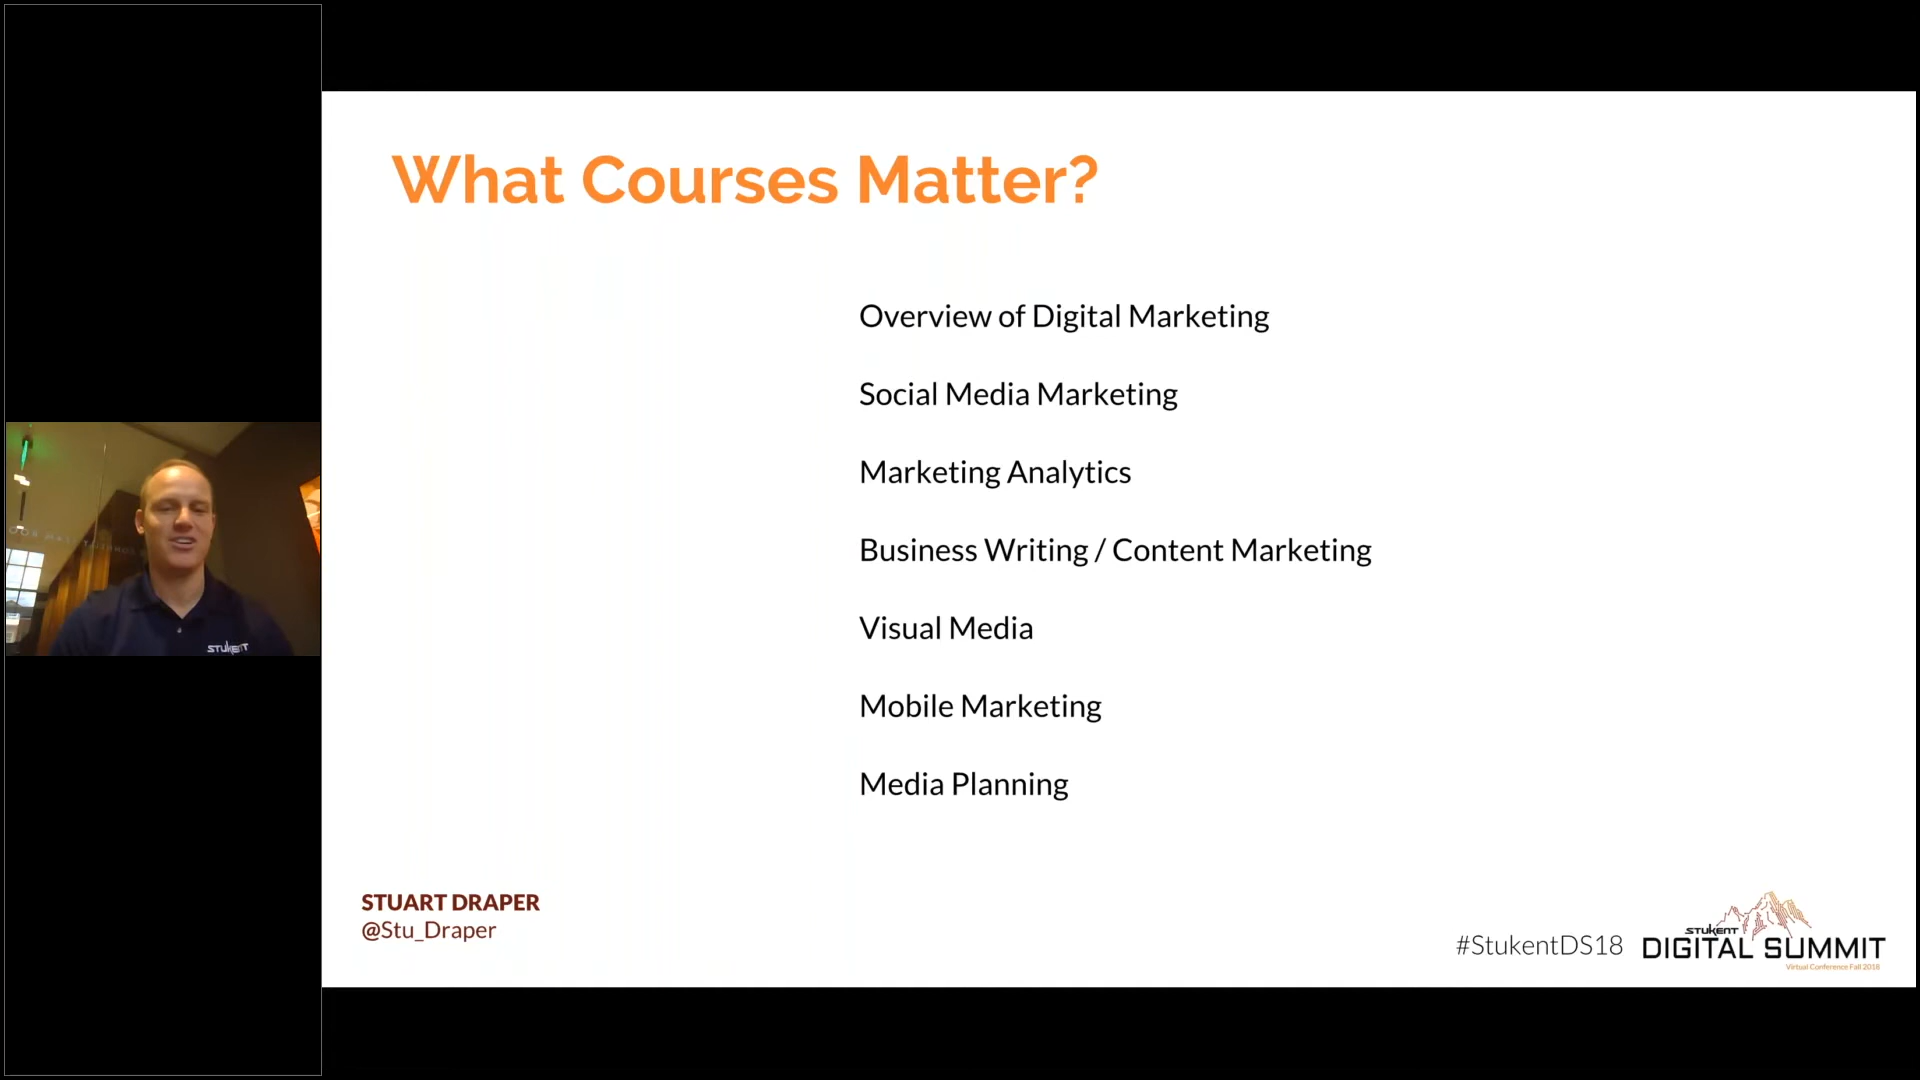 What Courses Matter?
Overview of Digital Marketing
Social Media Marketing
Marketing Analytics
Business Writing / Content Marketing
Visual Media
Mobile Marketing
Media Planning
STUKENT
STUART DRAPER
@Stu_Draper
#StukentDS18
STUKENT
DIGITAL SUMMIT
Virtual Conference Fall 2018